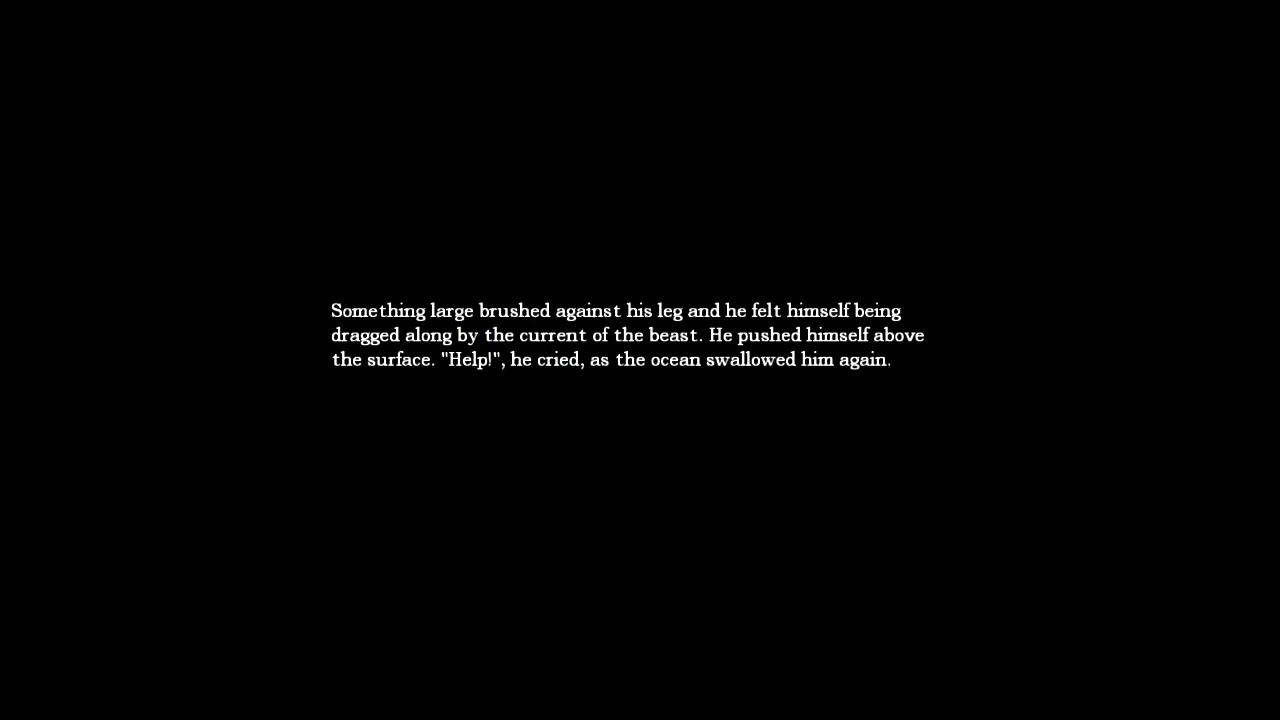 Something large brushed against his leg and he felt himself being
dragged along by the current of the beast. He pushed himself above
the surface. "Help!", he cried, as the ocean swallowed him again.